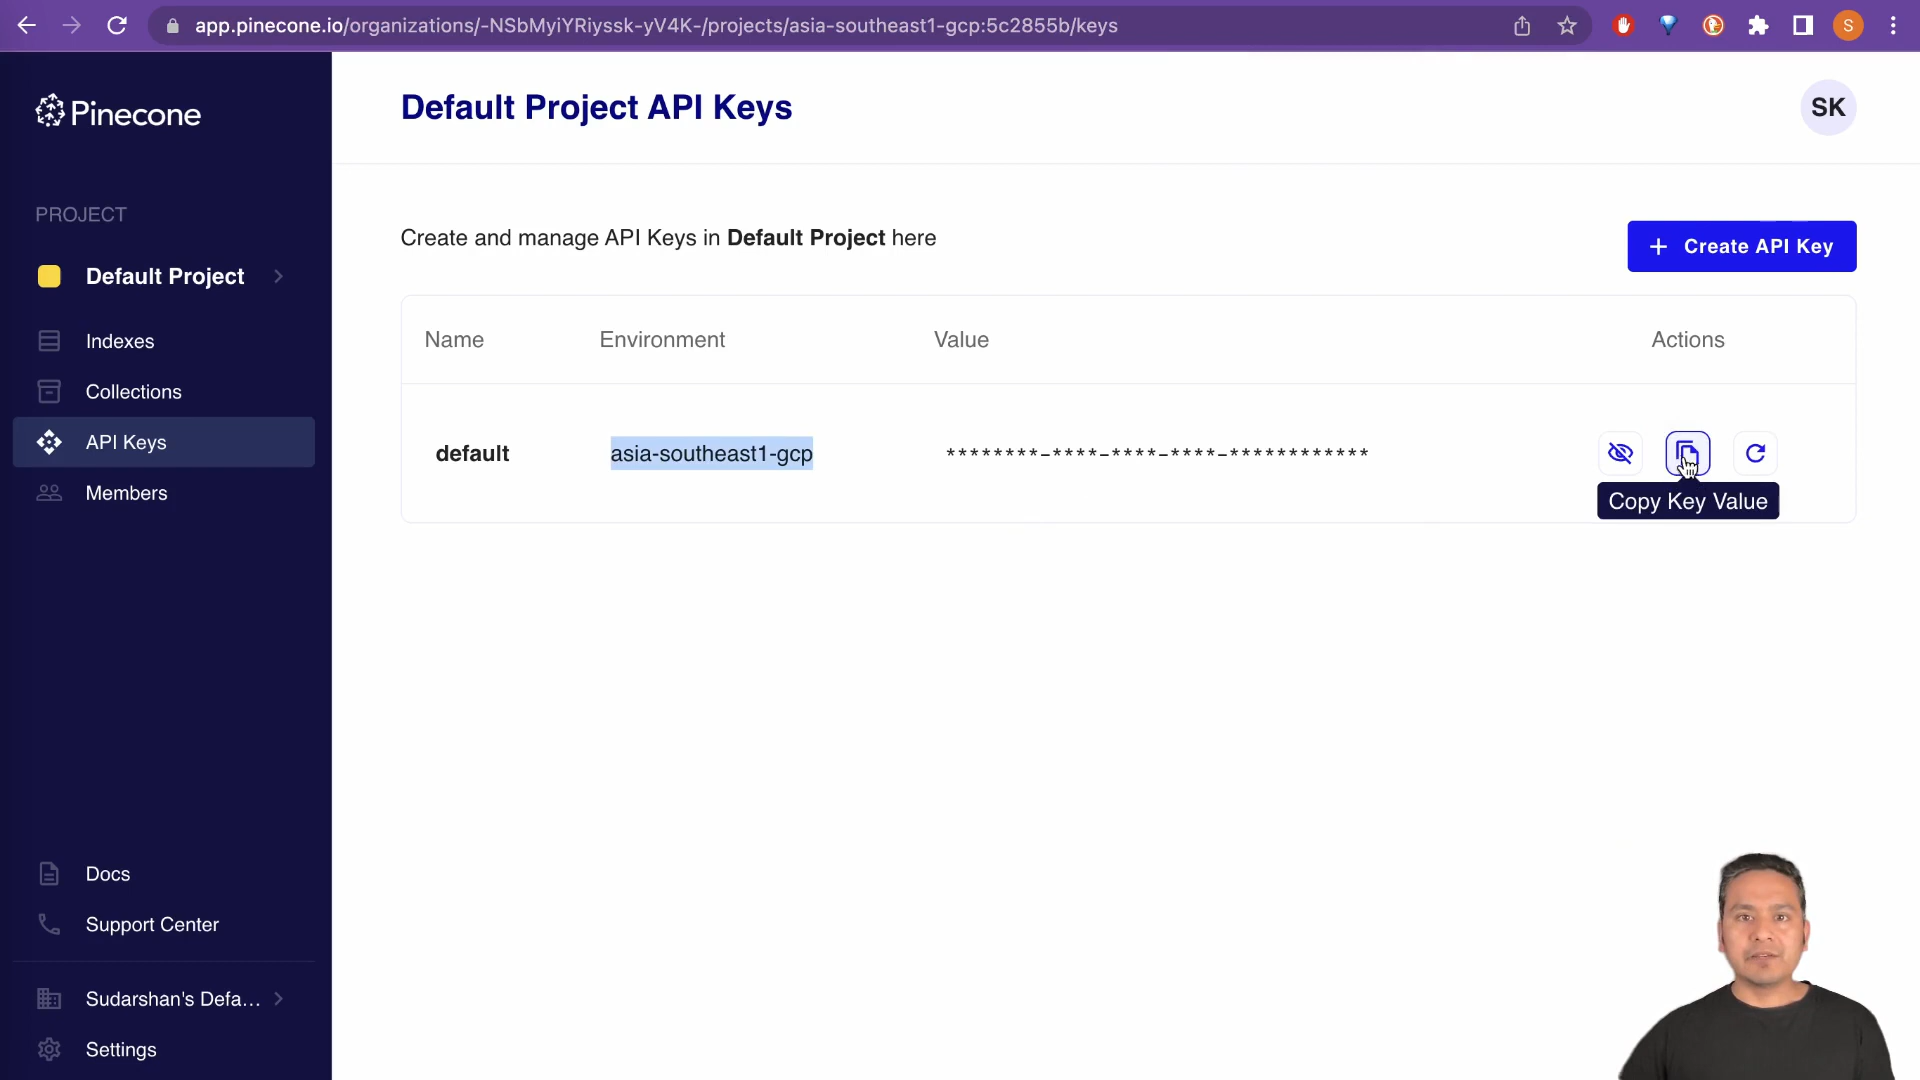 app.pinecone.io/organizations/-NSbMyiYRiyssk-yV4K-/projects/asia-southeast1-gcp:5c2855b/keys
S
Pinecone
Default Project API Keys
SK
PROJECT
Create and manage API Keys in Default Project here
+ Create API Key
Default Project
Indexes
Collections
API Keys
Members
Name Environment Value Actions
default asia-southeast1-gcp ********-****-****-****-************
Copy Key Value
Docs
Support Center
Sudarshan's Defa...
Settings